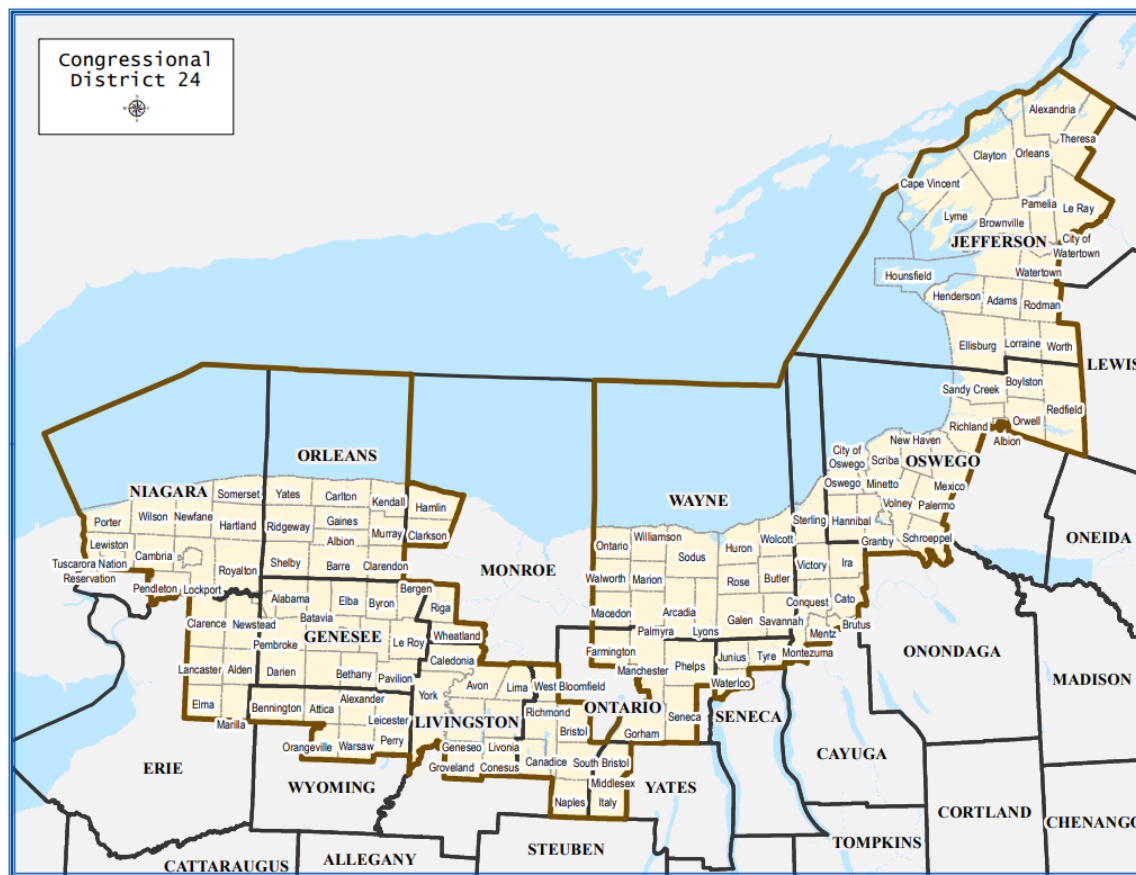 Congressional
District 24
Alexandria
Theresa
Clayton
Orleans
Cape Vincent
Pamelia
Le Ray
Lyme
Brownville
JEFFERSON
City of
Watertown
Hounsfield
Watertown
Henderson
Adams
Rodman
Ellisburg
Lorraine
Worth
LEWIS
Sandy Creek
Boylston
Redfield
Orwell
Richland
Albion
New Haven
OSWEGO
City of
Oswego
Scriba
Oswego
Minetto
Mexico
Volney
Palermo
Hannibal
Granby
Schroeppel
ONEIDA
ORLEANS
NIAGARA
Somerset
Yates
Carlton
Kendall
Hamlin
Porter
Wilson
Newfane
Hartland
Ridgeway
Gaines
Murray
Clarkson
Lewiston
Cambria
Albion
Tuscarora Nation
Reservation
Royalton
Shelby
Barre
Clarendon
Pendleton
Lockport
MONROE
WAYNE
Sterling
Ontario
Williamson
Sodus
Huron
Wolcott
Victory
Ira
Walworth
Marion
Rose
Butler
Conquest
Cato
Macedon
Arcadia
Galen
Savannah
Brutus
Mentz
Palmyra
Lyons
Montezuma
Alabama
Elba
Byron
Bergen
Riga
Clarence
Newstead
Batavia
GENESEE
Le Roy
Wheatland
Pembroke
Lancaster
Alden
Darien
Bethany
Pavilion
Caledonia
Farmington
Manchester
Phelps
Junius
Tyre
Waterloo
ONONDAGA
MADISON
Elma
Marilla
Bennington
Attica
Alexander
Leicester
York
Avon
Lima
West Bloomfield
LIVINGSTON
Richmond
ONTARIO
Seneca
SENECA
Bristol
Gorham
Orangeville
Warsaw
Perry
Geneseo
Livonia
Groveland
Conesus
Canadice
South Bristol
Middlesex
Naples
Italy
YATES
CAYUGA
ERIE
WYOMING
CORTLAND
CHENANGO
TOMPKINS
STEUBEN
ALLEGANY
CATTARAUGUS